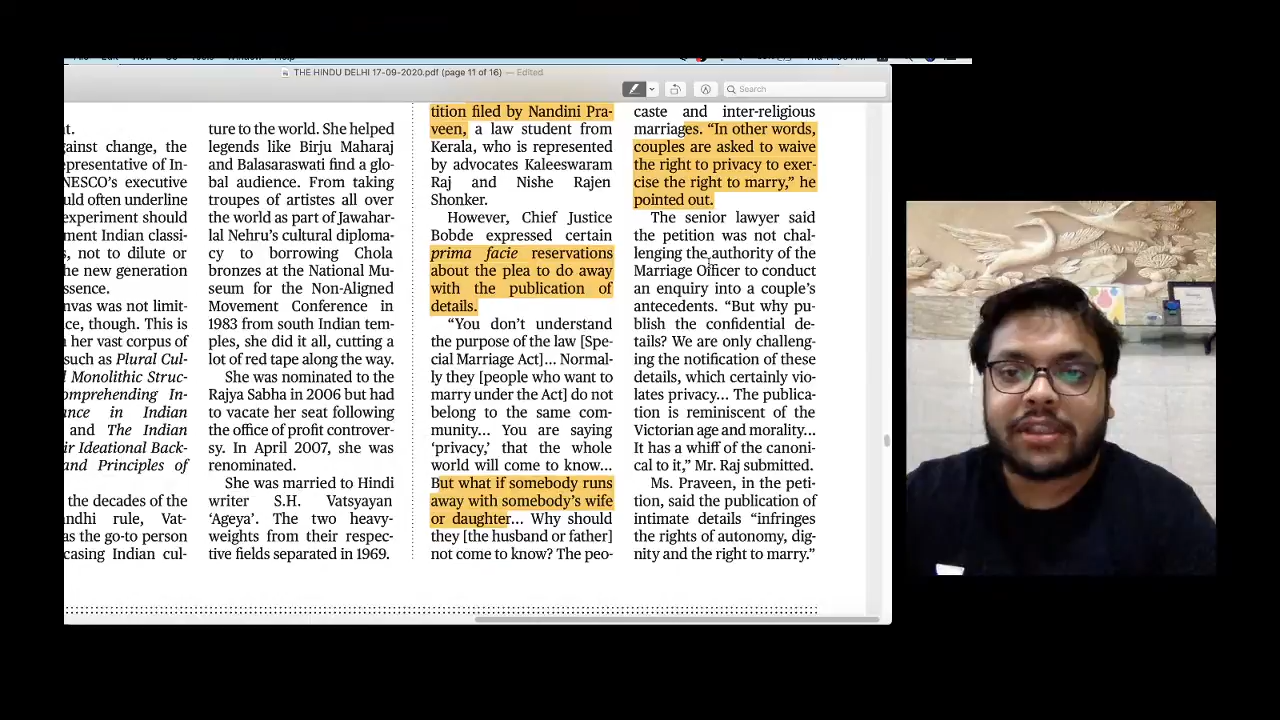 THE HINDU DELHI 17-09-2020.pdf (page 11 of 16) — Edited
Search
nt.
gainst change, the
epresentative of In-
NESCO's executive
uld often underline
experiment should
ment Indian classi-
s, not to dilute or
he new generation
ssence.
nvas was not limit-
ce, though. This is
her vast corpus of
such as Plural Cul-
l Monolithic Struc-
omprehending In-
ance in Indian
and The Indian
ir Ideational Back-
and Principles of
the decades of the
andhi rule, Vat-
as the go-to person
casing Indian cul-
ture to the world. She helped
legends like Birju Maharaj
and Balasaraswati find a glo-
bal audience. From taking
troupes of artistes all over
the world as part of Jawahar-
lal Nehru's cultural diploma-
cy to borrowing Chola
bronzes at the National Mu-
seum for the Non-Aligned
Movement Conference in
1983 from south Indian tem-
ples, she did it all, cutting a
lot of red tape along the way.
She was nominated to the
Rajya Sabha in 2006 but had
to vacate her seat following
the office of profit controver-
sy. In April 2007, she was
renominated.
She was married to Hindi
writer S.H. Vatsyayan
'Ageya'. The two heavy-
weights from their respec-
tive fields separated in 1969.
tition filed by Nandini Pra-
veen, a law student from
Kerala, who is represented
by advocates Kaleeswaram
Raj and Nishe Rajen
Shonker.
However, Chief Justice
Bobde expressed certain
prima facie reservations
about the plea to do away
with the publication of
details.
"You don't understand
the purpose of the law [Spe-
cial Marriage Act]... Normal-
ly they [people who want to
marry under the Act] do not
belong to the same com-
munity... You are saying
'privacy,' that the whole
world will come to know...
But what if somebody runs
away with somebody's wife
or daughter... Why should
they [the husband or father]
not come to know? The peo-
caste and inter-religious
marriages. "In other words,
couples are asked to waive
the right to privacy to exer-
cise the right to marry," he
pointed out.
The senior lawyer said
the petition was not chal-
lenging the authority of the
Marriage Officer to conduct
an enquiry into a couple's
antecedents. "But why pu-
blish the confidential de-
tails? We are only challeng-
ing the notification of these
details, which certainly vio-
lates privacy... The publica-
tion is reminiscent of the
Victorian age and morality...
It has a whiff of the canoni-
cal to it," Mr. Raj submitted.
Ms. Praveen, in the peti-
tion, said the publication of
intimate details "infringes
the rights of autonomy, dig-
nity and the right to marry."